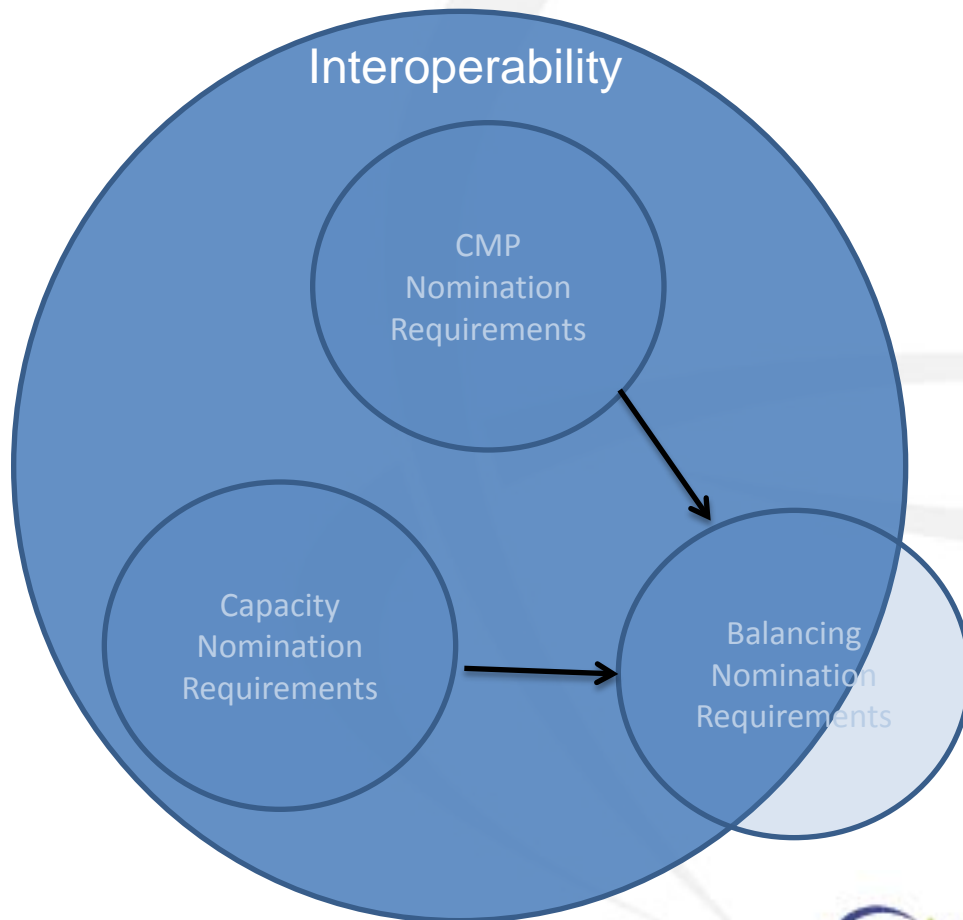 Interoperability
CMP
Nomination
Requirements
Capacity
Nomination
Requirements
Balancing
Nomination
Requirements